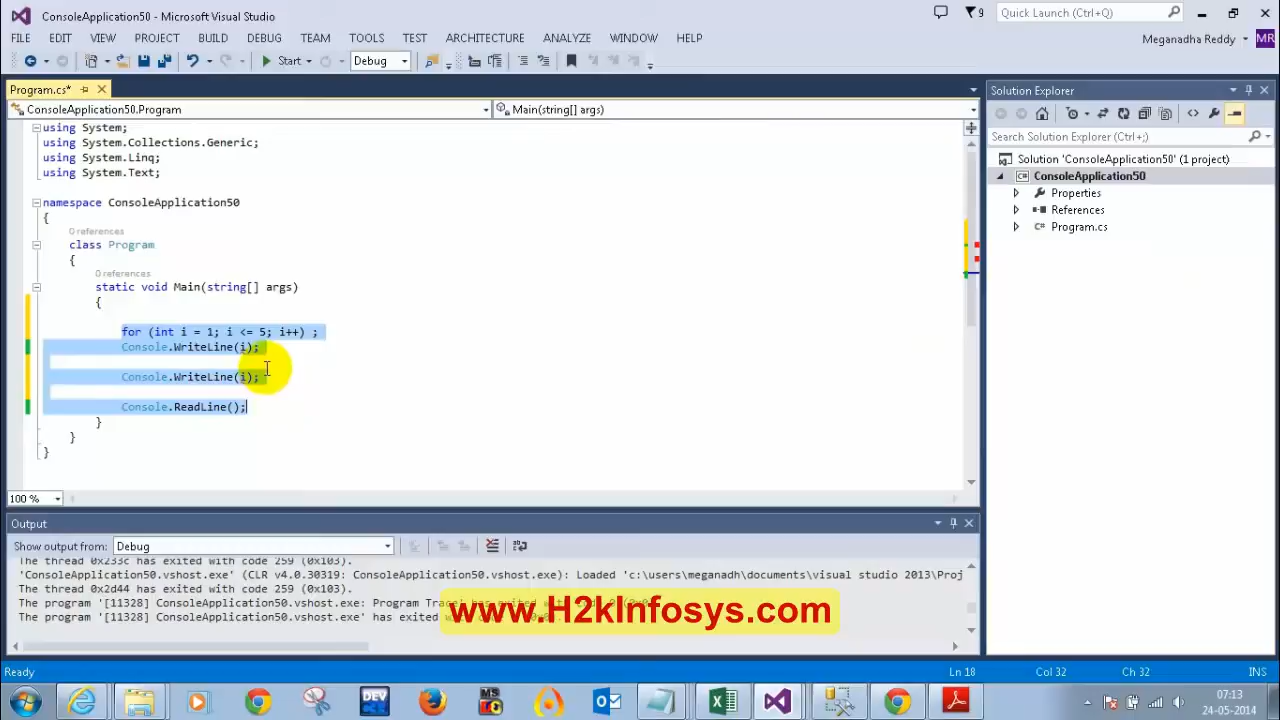 ConsoleApplication50 - Microsoft Visual Studio
9
Quick Launch (Ctrl+Q)
FILE EDIT VIEW PROJECT BUILD DEBUG TEAM TOOLS TEST ARCHITECTURE ANALYZE WINDOW HELP
Meganadha Reddy MR
Start Debug
Program.cs*
ConsoleApplication50.Program
Main(string[] args)
using System;
using System.Collections.Generic;
using System.Linq;
using System.Text;
namespace ConsoleApplication50
{
0 references
class Program
{
0 references
static void Main(string[] args)
{
for (int i = 1; i <= 5; i++) ;
Console.WriteLine(i);
Console.WriteLine(i);
Console.ReadLine();
}
}
}
100 %
Solution Explorer
Search Solution Explorer (Ctrl+;)
Solution 'ConsoleApplication50' (1 project)
ConsoleApplication50
Properties
References
Program.cs
Output
Show output from: Debug
The thread 0x233c has exited with code 259 (0x103).
'ConsoleApplication50.vshost.exe' (CLR v4.0.30319: ConsoleApplication50.vshost.exe): Loaded 'c:\users\meganadh\documents\visual studio 2013\Proj
The thread 0x2d44 has exited with code 259 (0x103).
The program '[11328] ConsoleApplication50.vshost.exe: Program Trace' has exited
The program '[11328] ConsoleApplication50.vshost.exe' has exited
www.H2kInfosys.com
Ready
Ln 18 Col 32 Ch 32 INS
DEV
MS
07:13
24-05-2014